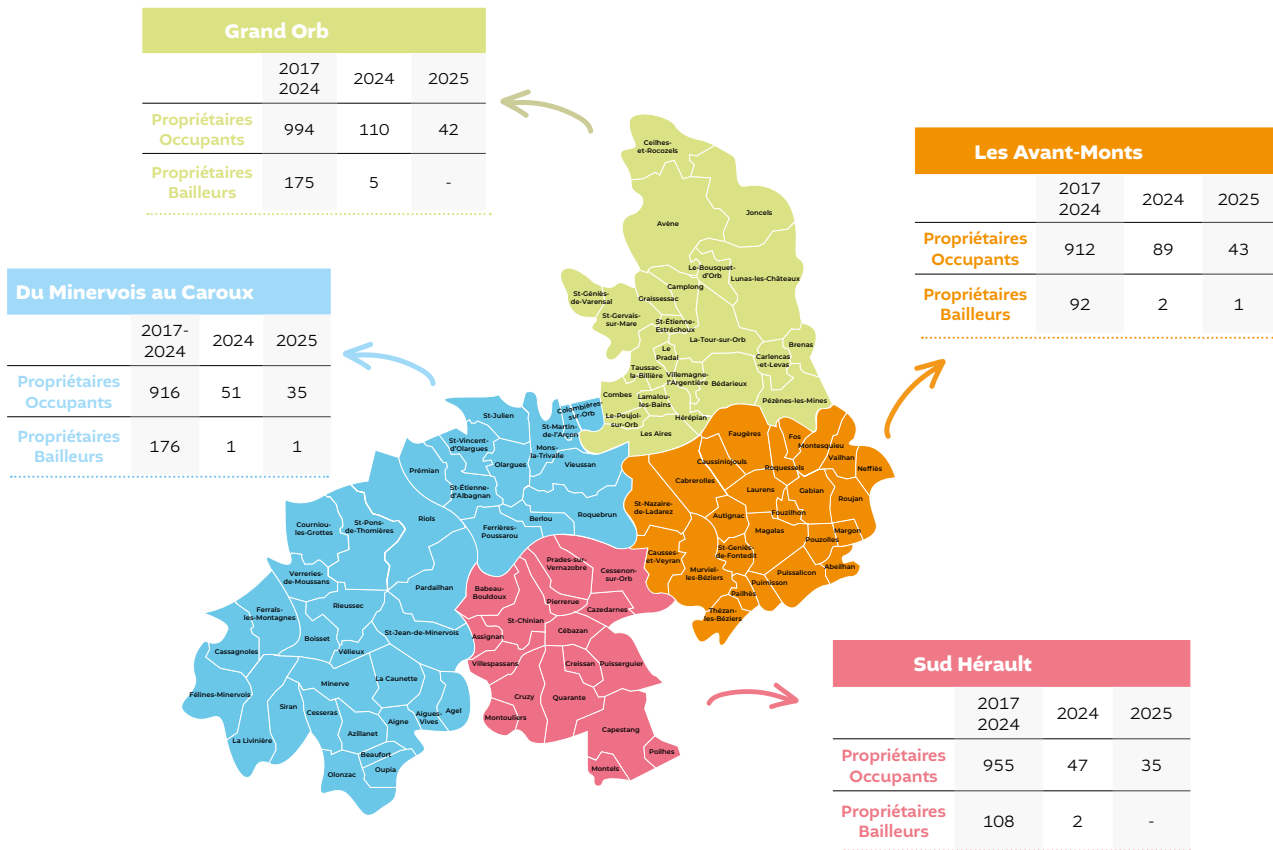 Grand Orb
2017
2024
2024
2025
Propriétaires
Occupants
994
110
42
Propriétaires
Bailleurs
175
5
-
Les Avant-Monts
2017
2024
2024
2025
Propriétaires
Occupants
912
89
43
Propriétaires
Bailleurs
92
2
1
Du Minervois au Caroux
2017-
2024
2024
2025
Propriétaires
Occupants
916
51
35
Propriétaires
Bailleurs
176
1
1
Sud Hérault
2017
2024
2024
2025
Propriétaires
Occupants
955
47
35
Propriétaires
Bailleurs
108
2
-
Ceilhes-
et-Rocozels
Avène
Joncels
Le-Bousquet-
d'Orb
Lunas-les-Châteaux
Camplong
Graissessac
St-Géniès-
de-Varensal
St-Gervais-
sur-Mare
St-Étienne-
Estréchoux
La-Tour-sur-Orb
Brenas
Le
Pradal
Carlencas
-et-Levas
Taussac-
la-Billière
Villemagne-
l'Argentière
Bédarieux
Combes
Lamalou-
les-Bains
Pézènes-les-Mines
Le-Poujol-
sur-Orb
Hérépian
Les Aires
St-Julien
Colombières-
sur-Orb
St-Martin-
de-l'Arçon
St-Vincent-
d'Olargues
Mons-
la-Trivalle
Olargues
Vieussan
Prémian
St-Étienne-
d'Albagnan
Roquebrun
Berlou
Ferrières-
Poussarou
Riols
St-Pons-
de-Thomières
Courniou-
les-Grottes
Verreries-
de-Moussans
Pardailhan
Rieussec
Ferrals-
les-Montagnes
Boisset
St-Jean-de-Minervois
Vélieux
Cassagnoles
Minerve
La Caunette
Félines-Minervois
Siran
Cesseras
Aigne
Aigues-
Vives
Agel
Azillanet
La Livinière
Beaufort
Oupia
Olonzac
Faugères
Fos
Montesquieu
Vailhan
Neffiès
Caussiniojouls
Roquessels
Cabrerolles
Laurens
Gabian
Roujan
St-Nazaire-
de-Ladarez
Autignac
Fouzilhon
Magalas
Margon
Pouzolles
Causses-
et-Veyran
St-Geniès-
de-Fontedit
Abeilhan
Murviel-
les-Béziers
Puissalicon
Puimisson
Pailhès
Thézan-
les-Béziers
Prades-sur-
Vernazobre
Cessenon-
sur-Orb
Babeau-
Bouldoux
Pierrerue
Cazedarnes
St-Chinian
Cébazan
Assignan
Villespassans
Creissan
Puisserguier
Cruzy
Quarante
Montouliers
Capestang
Poilhes
Montels